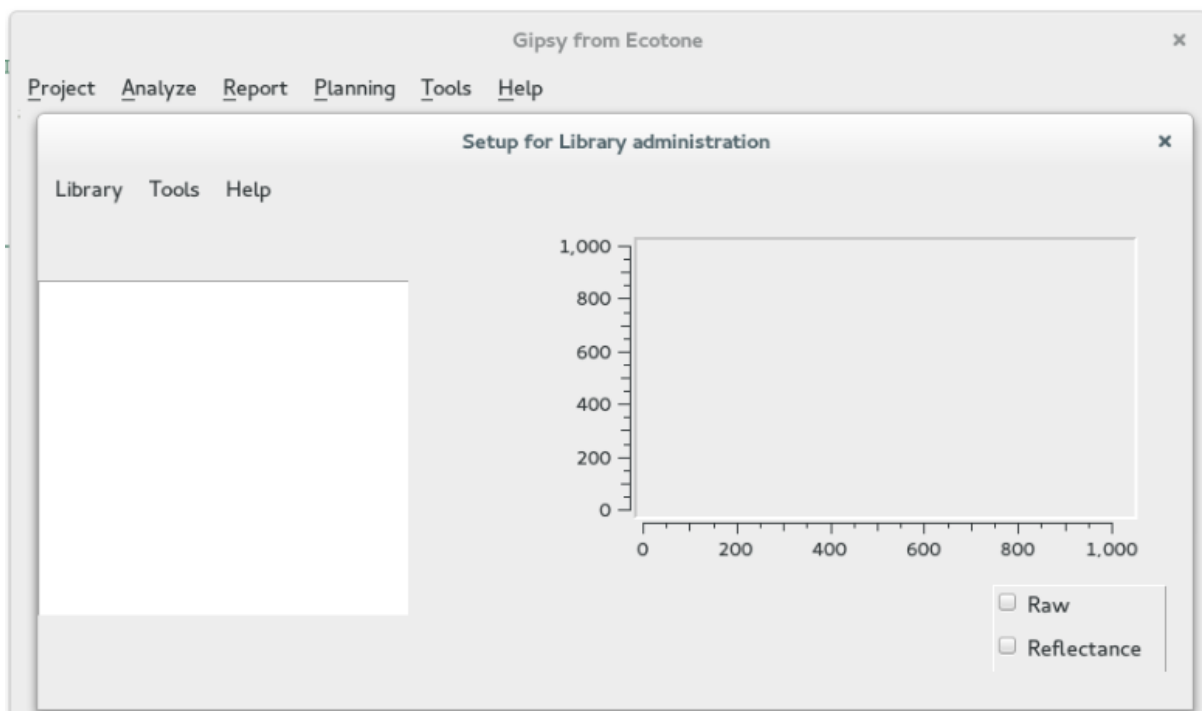 Gipsy from Ecotone
Project Analyze Report Planning Tools Help
Setup for Library administration
Library Tools Help
1,000
800
600
400
200
0
0 200 400 600 800 1,000
Raw
Reflectance